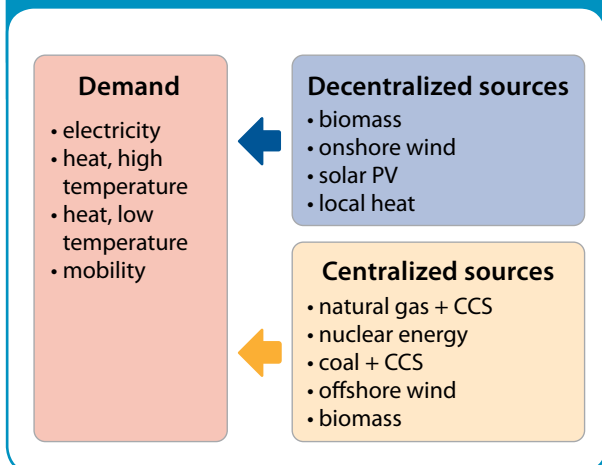 Demand
• electricity
• heat, high
temperature
• heat, low
temperature
• mobility
Decentralized sources
• biomass
• onshore wind
• solar PV
• local heat
Centralized sources
• natural gas + CCS
• nuclear energy
• coal + CCS
• offshore wind
• biomass